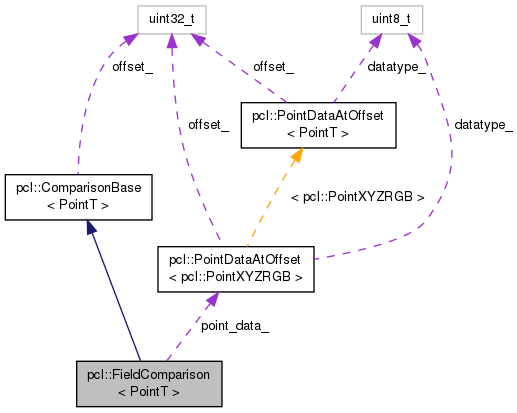 uint32_t
uint8_t
offset_
offset_
datatype_
pcl::PointDataAtOffset
< PointT >
offset_
datatype_
pcl::ComparisonBase
< PointT >
< pcl::PointXYZRGB >
pcl::PointDataAtOffset
< pcl::PointXYZRGB >
point_data_
pcl::FieldComparison
< PointT >